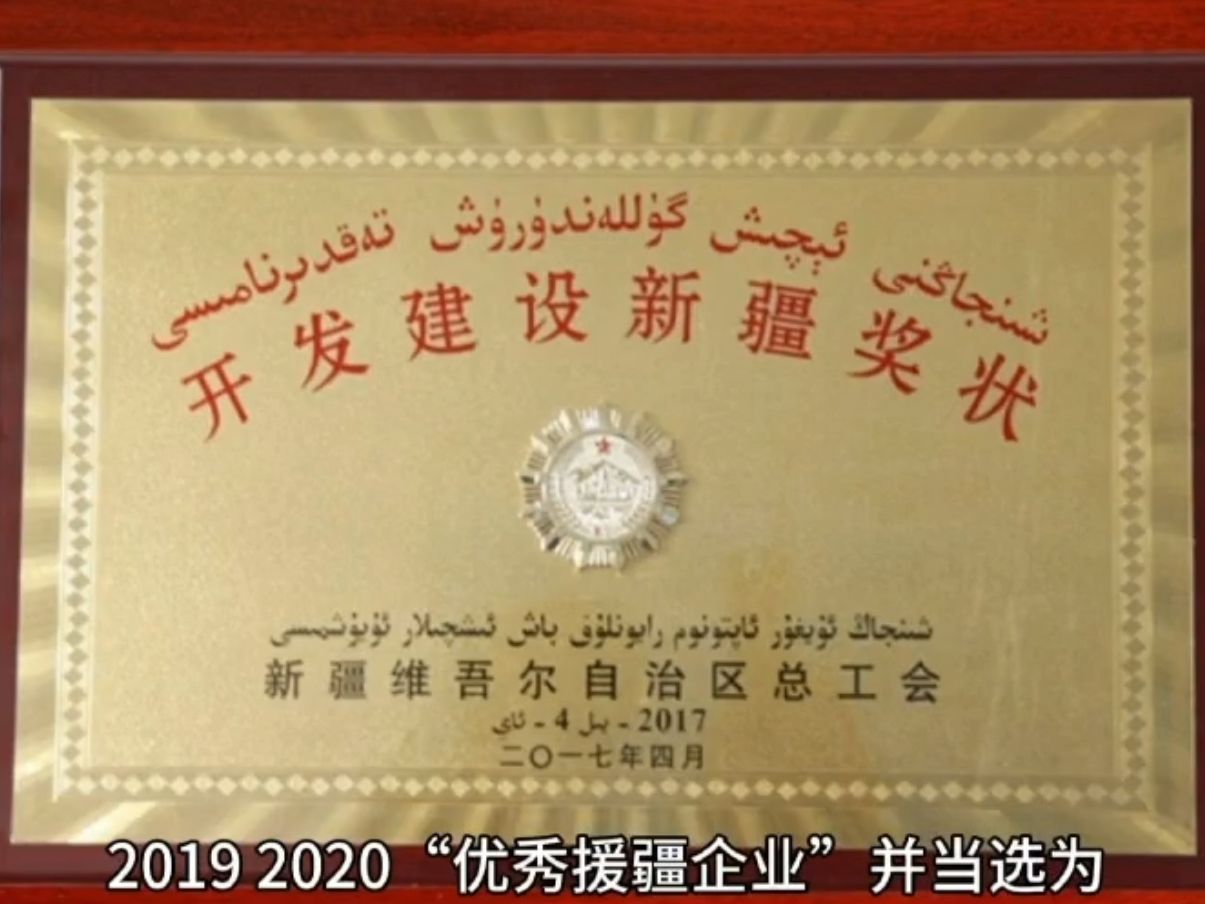 شىنجاڭنى ئېچىش گۈللەندۈرۈش تەقدىرنامىسى
开发建设新疆奖状
شىنجاڭ ئۇيغۇر ئاپتونوم رايونلۇق باش ئىشچىلار ئۇيۇشمىسى
新疆维吾尔自治区总工会
2017 - يىل 4 - ئاي
二〇一七年四月
2019 2020“优秀援疆企业”并当选为